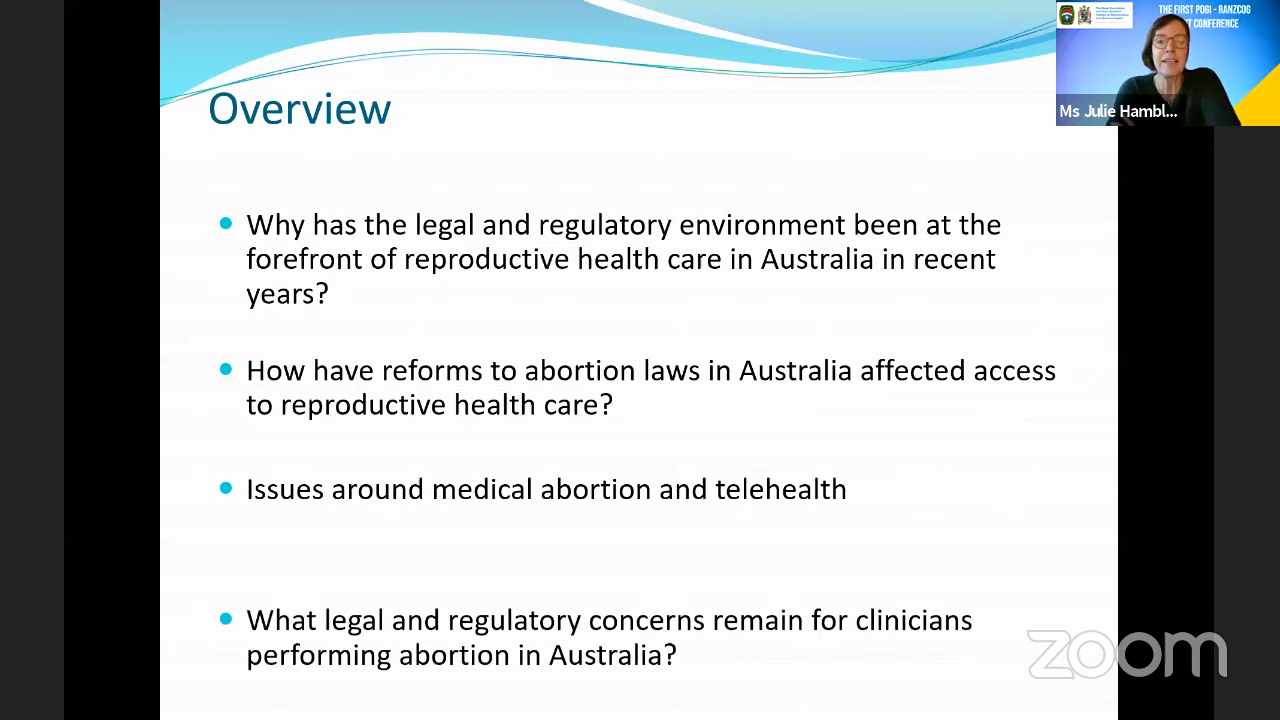 THE FIRST POGI - RANZCOG
T CONFERENCE
Ms Julie Hambl...
Overview
Why has the legal and regulatory environment been at the
forefront of reproductive health care in Australia in recent
years?
How have reforms to abortion laws in Australia affected access
to reproductive health care?
Issues around medical abortion and telehealth
What legal and regulatory concerns remain for clinicians
performing abortion in Australia?
zoom